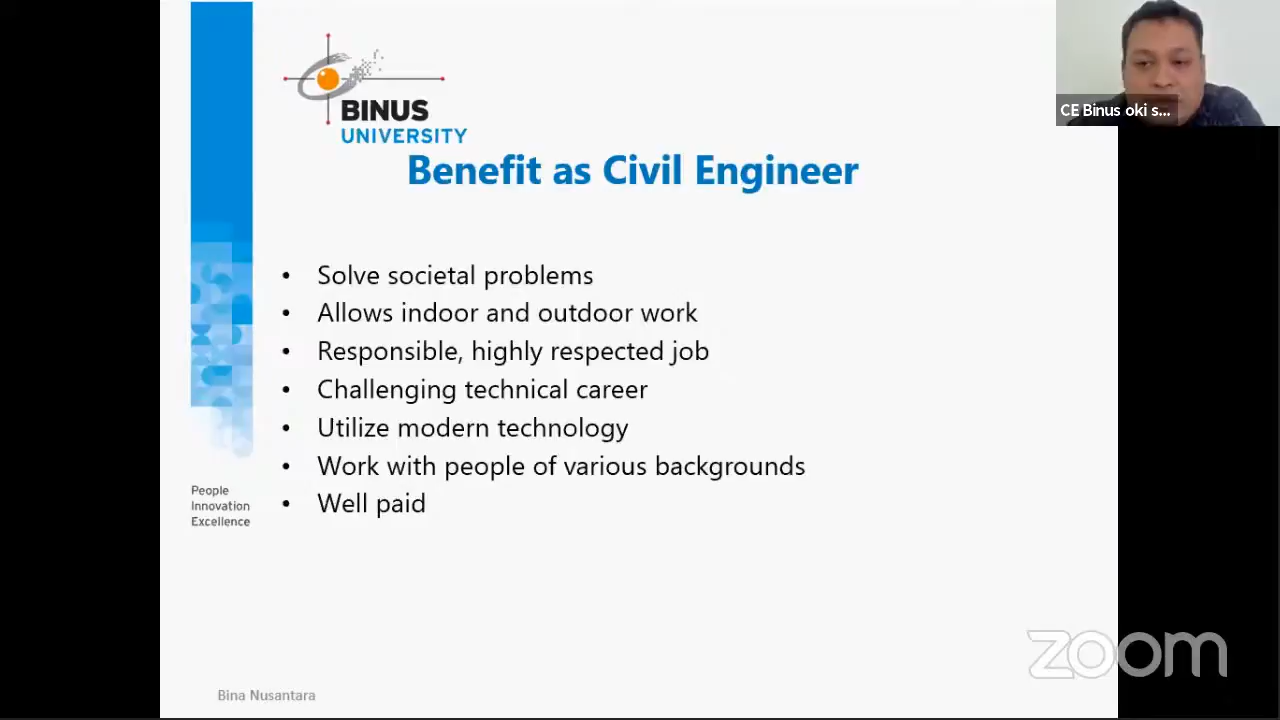 BINUS
UNIVERSITY
CE Binus oki s...
Benefit as Civil Engineer
• Solve societal problems
• Allows indoor and outdoor work
• Responsible, highly respected job
• Challenging technical career
• Utilize modern technology
• Work with people of various backgrounds
• Well paid
People
Innovation
Excellence
zoom
Bina Nusantara